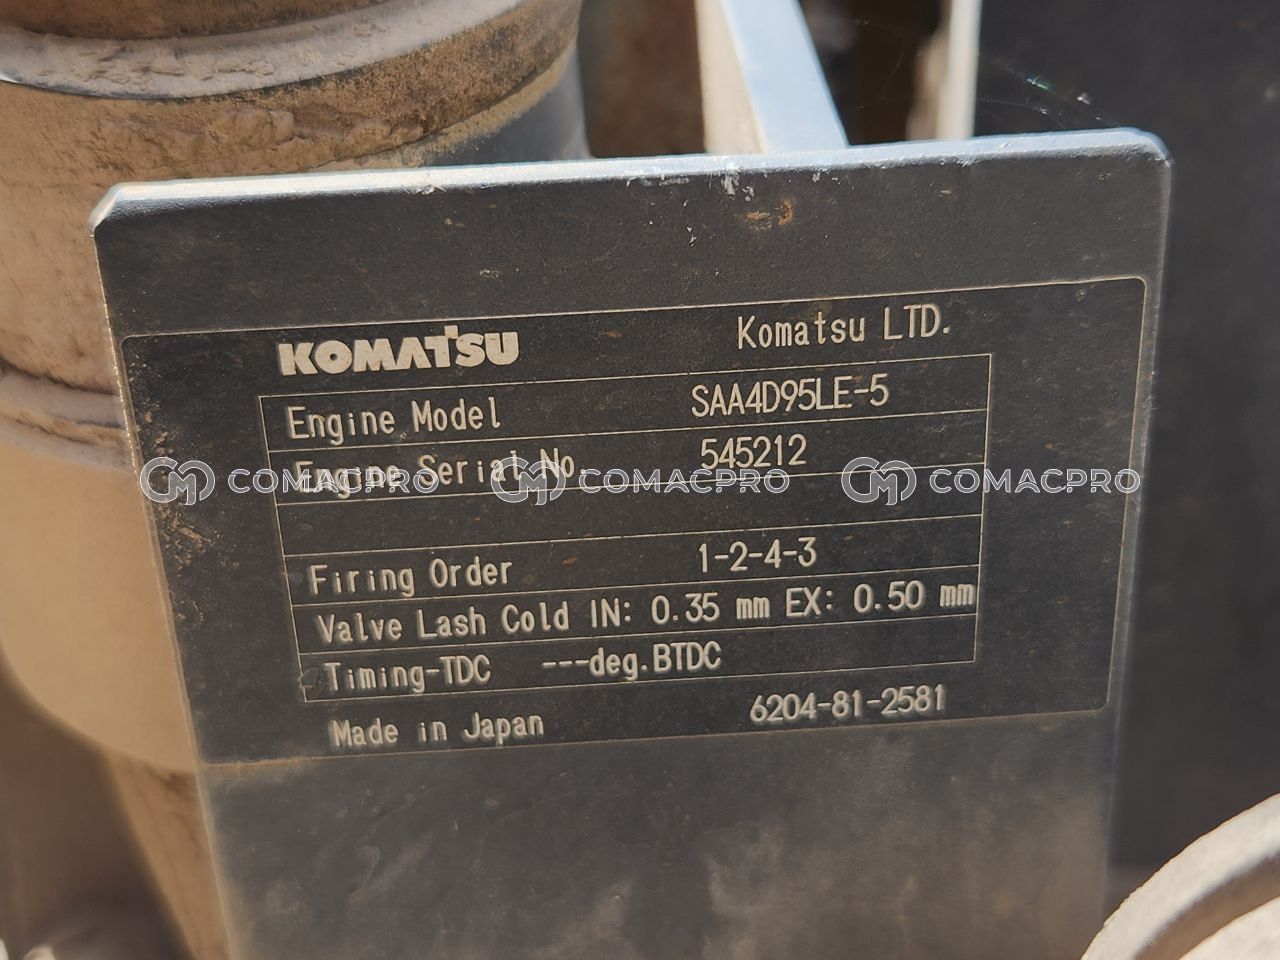 KOMATSU Komatsu LTD.
Engine Model SAA4D95LE-5
Engine Serial No. 545212
COMACPRO COMACPRO COMACPRO
Firing Order 1-2-4-3
Valve Lash Cold IN: 0.35 mm EX: 0.50 mm
Timing-TDC ---deg.BTDC
Made in Japan 6204-81-2581